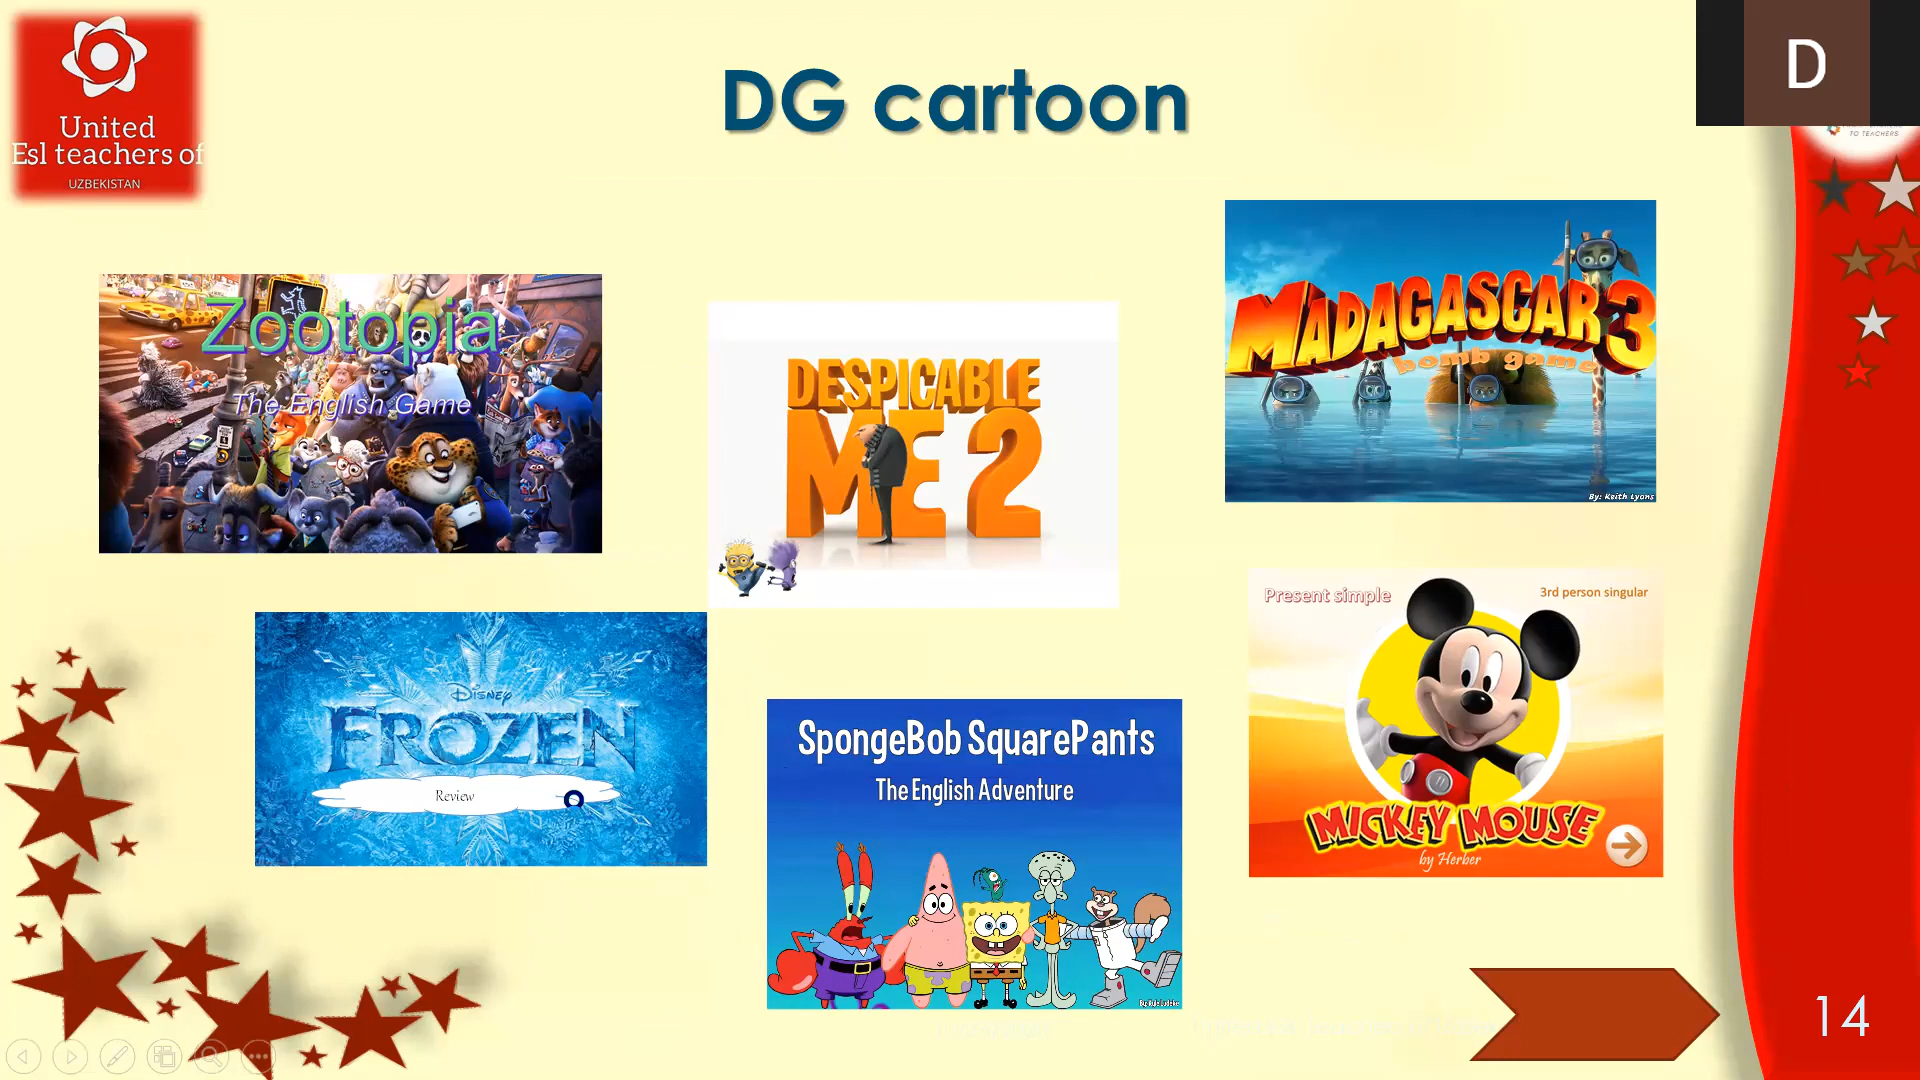 United
Esl teachers of
UZBEKISTAN
DG cartoon
D
TO TEACHERS
Zootopia
The English Game
DESPICABLE
ME 2
MADAGASCAR 3
bomb game
By: Keith Lyons
Disney
FROZEN
Review
SpongeBob SquarePants
The English Adventure
Present simple
3rd person singular
MICKEY MOUSE
by Herber
14